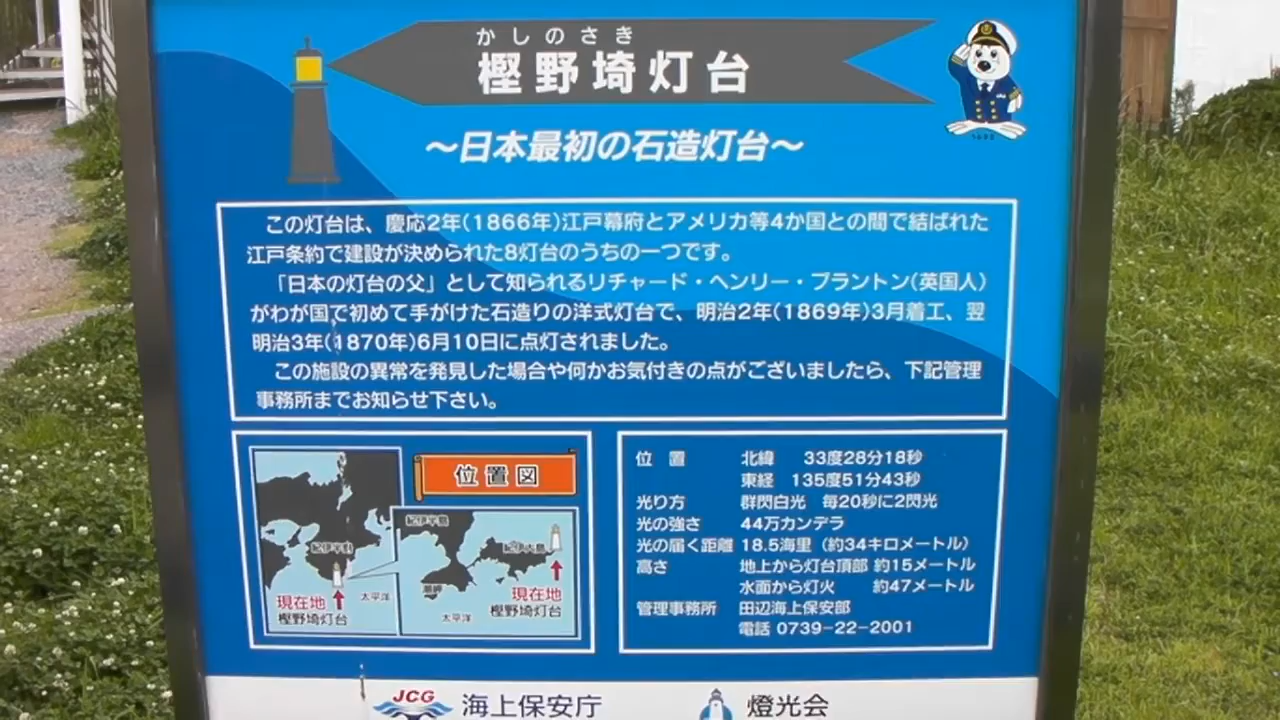 かしのさき
樫野埼灯台
〜日本最初の石造灯台〜
この灯台は、慶応2年(1866年)江戸幕府とアメリカ等4か国との間で結ばれた
江戸条約で建設が決められた8灯台のうちの一つです。
「日本の灯台の父」として知られるリチャード・ヘンリー・ブラントン(英国人)
がわが国で初めて手がけた石造りの洋式灯台で、明治2年(1869年)3月着工、翌
明治3年(1870年)6月10日に点灯されました。
この施設の異常を発見した場合や何かお気付きの点がございましたら、下記管理
事務所までお知らせ下さい。
位置図
紀伊半島
現在地
樫野埼灯台
太平洋
紀伊半島
紀伊大島
潮岬
現在地
樫野埼灯台
太平洋
位 置 北緯 33度28分18秒
東経 135度51分43秒
光り方 群閃白光 毎20秒に2閃光
光の強さ 44万カンデラ
光の届く距離 18.5海里 (約34キロメートル)
高さ 地上から灯台頂部 約15メートル
水面から灯火 約47メートル
管理事務所 田辺海上保安部
電話 0739-22-2001
JCG 海上保安庁
燈光会